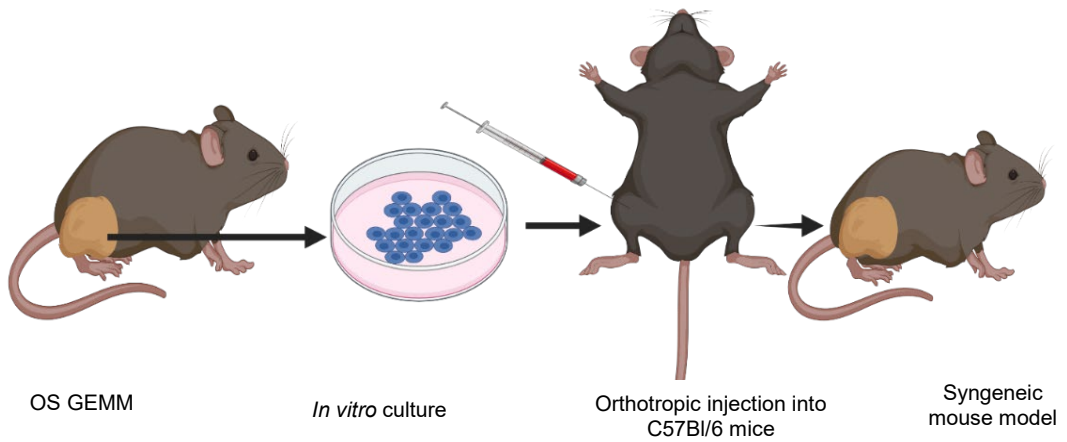 OS GEMM
In vitro culture
Orthotropic injection into
C57Bl/6 mice
Syngeneic
mouse model